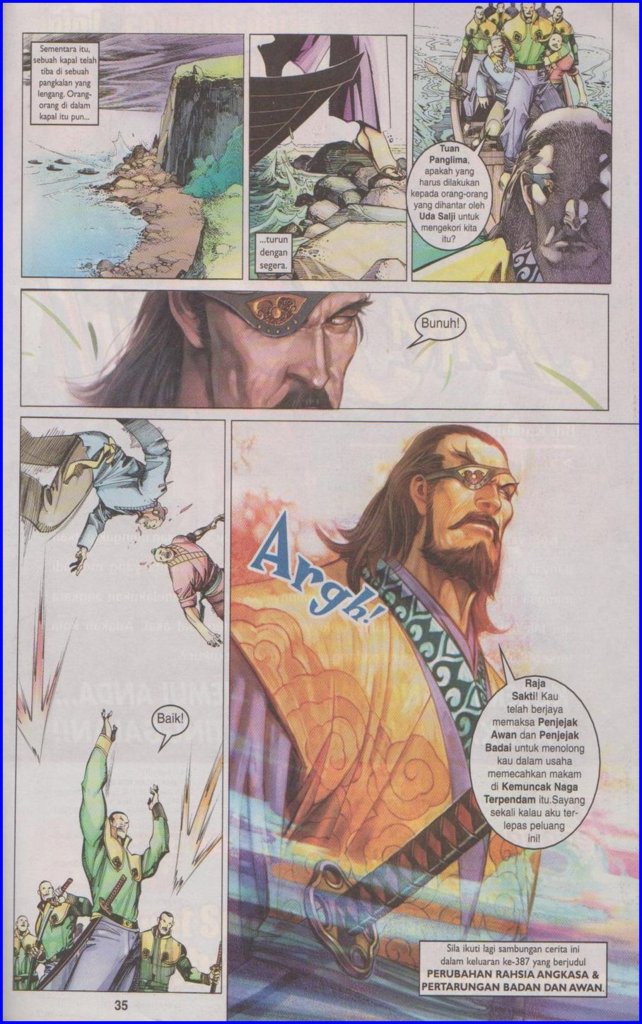 Sementara itu,
sebuah kapal telah
tiba di sebuah
pangkalan yang
lengang. Orang-
orang di dalam
kapal itu pun...
...turun
dengan
segera.
Tuan
Panglima,
apakah yang
harus dilakukan
kepada orang-orang
yang dihantar oleh
Uda Salji untuk
mengekori kita
itu?
Bunuh!
Argh!
Baik!
Raja
Sakti! Kau
telah berjaya
memaksa Penjejak
Awan dan Penjejak
Badai untuk menolong
kau dalam usaha
memecahkan makam
di Kemuncak Naga
Terpendam itu.Sayang
sekali kalau aku ter-
lepas peluang
ini!
Sila ikuti lagi sambungan cerita ini
dalam keluaran ke-387 yang berjudul
PERUBAHAN RAHSIA ANGKASA &
PERTARUNGAN BADAN DAN AWAN.
35